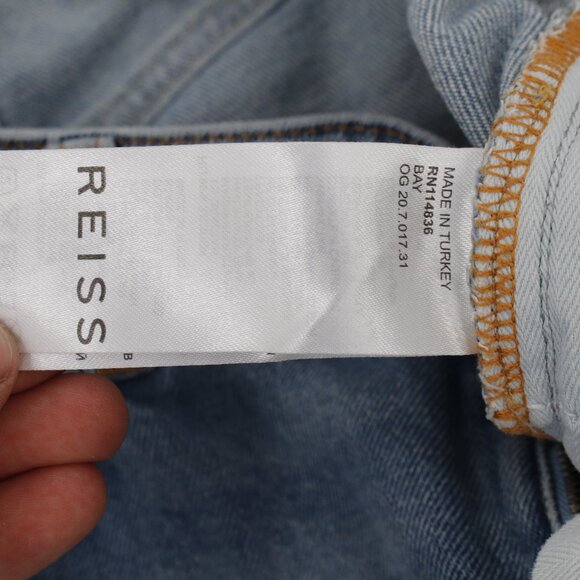 MADE IN TURKEY
RN114836
BAY
OG 20.7.017.31
REISS